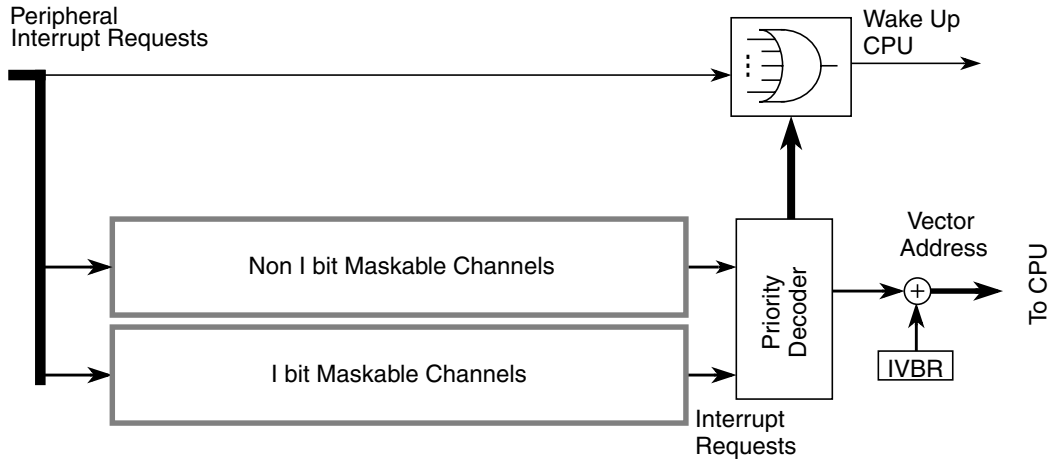 Peripheral
Interrupt Requests
Wake Up
CPU
Non I bit Maskable Channels
I bit Maskable Channels
Priority
Decoder
Interrupt
Requests
Vector
Address
+
IVBR
To CPU